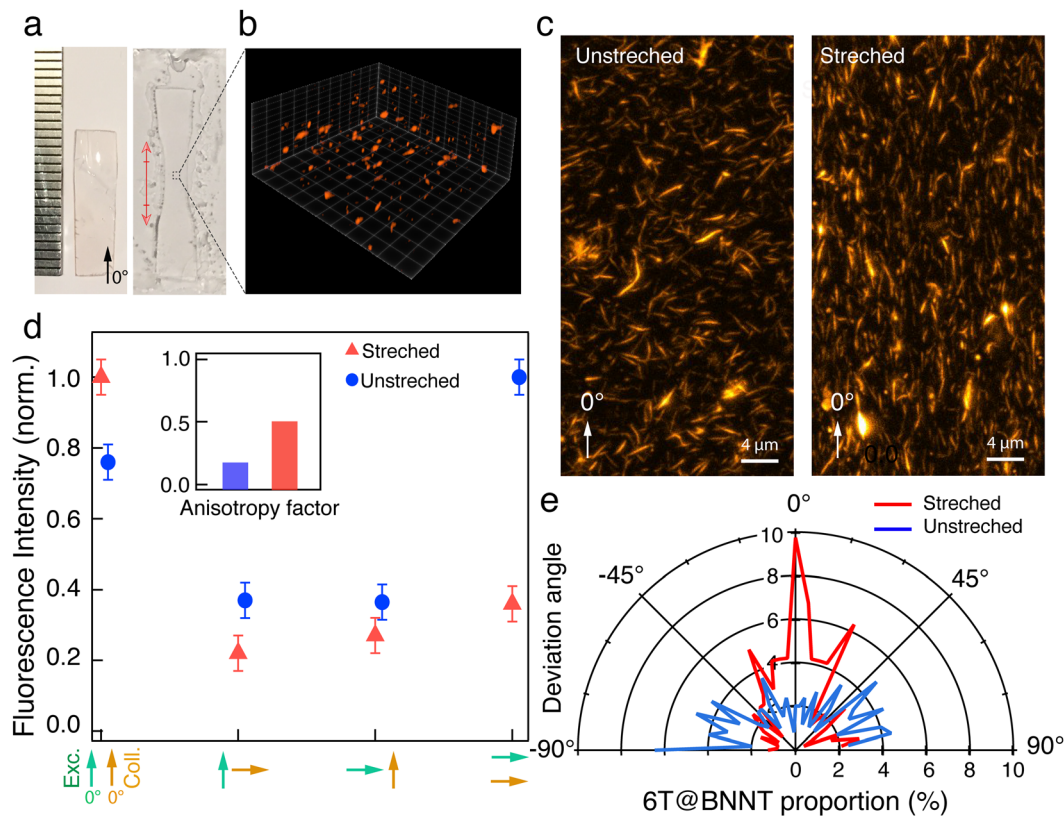 a
b
c
0°
Unstreched
Streched
0°
4 μm
0°
0.0
4 μm
d
Fluorescence Intensity (norm.)
1.0
0.8
0.6
0.4
0.2
0.0
1.0
0.5
0.0
Anisotropy factor
Streched
Unstreched
Exc.
0°
0°
Coll.
e
Streched
Unstreched
Deviation angle
0°
-45°
45°
-90°
90°
10
8
6
4
2
0
2
4
6
8
10
6T@BNNT proportion (%)